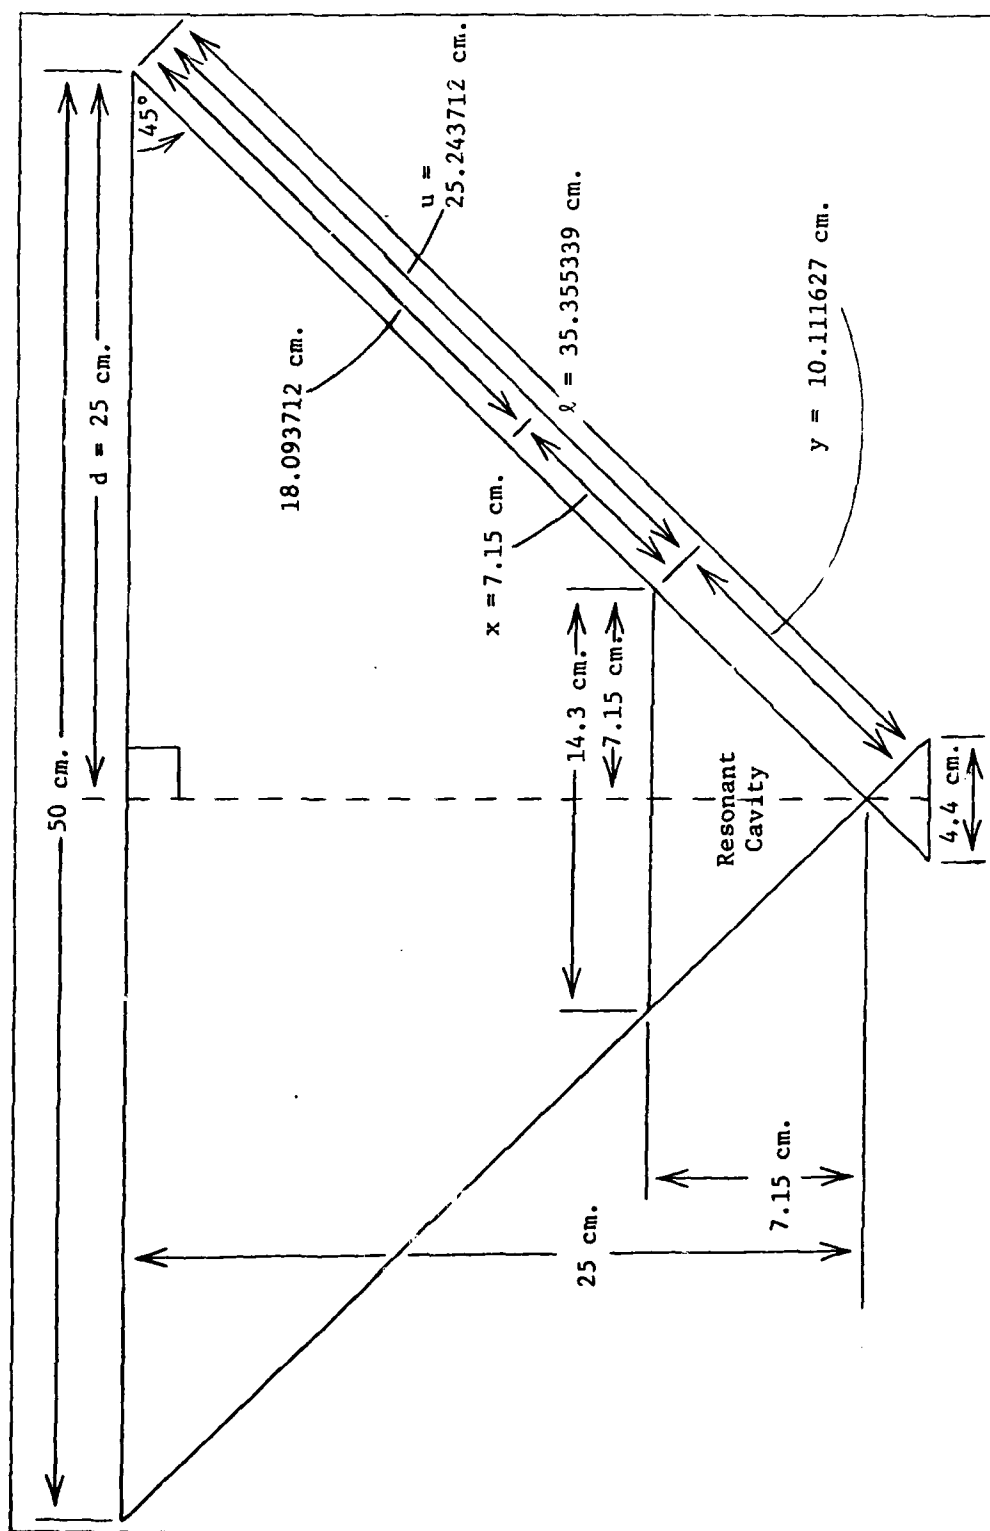 50 cm.
d = 25 cm.
45°
u =
25.243712 cm.
18.093712 cm.
ℓ = 35.355339 cm.
x = 7.15 cm.
y = 10.111627 cm.
14.3 cm.
7.15 cm.
Resonant
Cavity
4.4 cm.
7.15 cm.
25 cm.